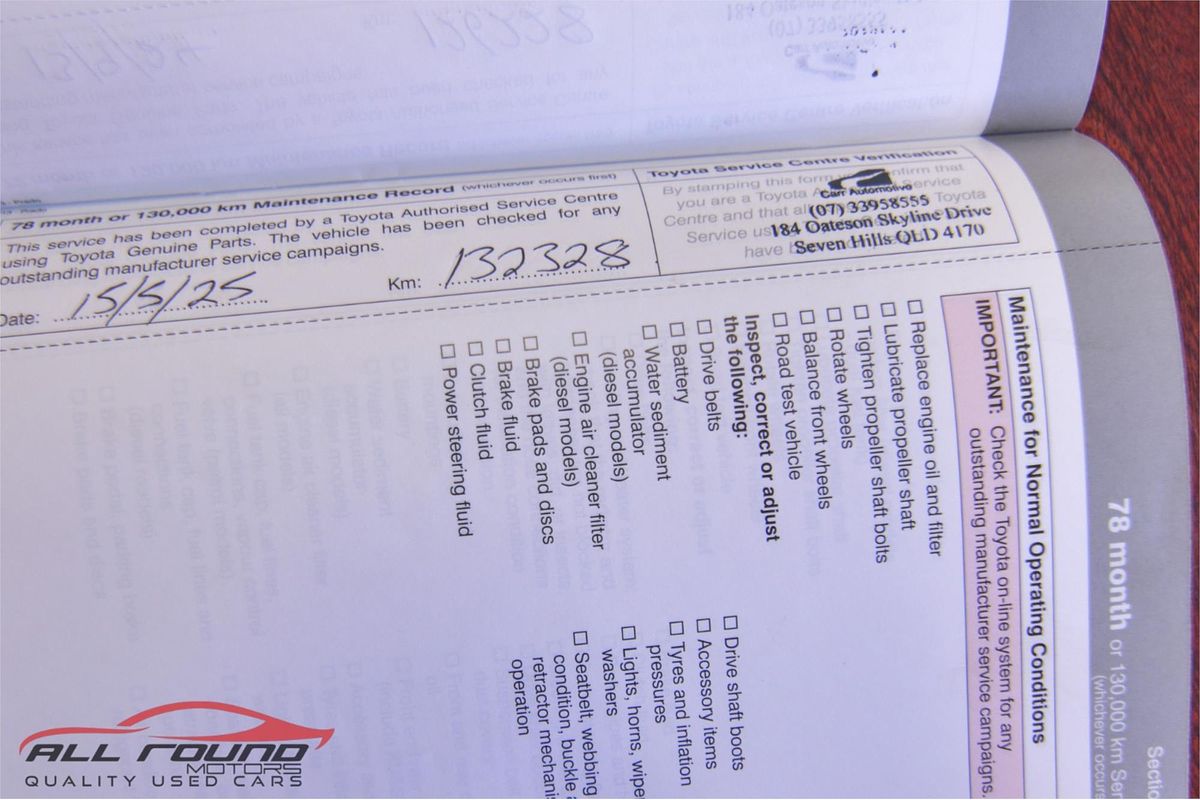 78 month or 130,000 km Maintenance Record (whichever occurs first)
This service has been completed by a Toyota Authorised Service Centre
using Toyota Genuine Parts. The vehicle has been checked for any
outstanding manufacturer service campaigns.
Date: 15/5/25 Km: 132328
Toyota Service Centre Verification
By stamping this form
you are a Toyota
Centre and that
Service
have
Carr Automotive
(07) 33958555
184 Oateson Skyline Drive
Seven Hills QLD 4170
78 month or 130,000 km
(whichever occurs
Maintenance for Normal Operating Conditions
IMPORTANT: Check the Toyota on-line system for any
outstanding manufacturer service campaigns.
☐ Replace engine oil and filter
☐ Lubricate propeller shaft
☐ Tighten propeller shaft bolts
☐ Rotate wheels
☐ Balance front wheels
☐ Road test vehicle
Inspect, correct or adjust
the following:
☐ Drive belts
☐ Battery
☐ Water sediment
accumulator
(diesel models)
☐ Engine air cleaner filter
(diesel models)
☐ Brake pads and discs
☐ Brake fluid
☐ Clutch fluid
☐ Power steering fluid
☐ Drive shaft boots
☐ Accessory items
☐ Tyres and inflation
pressures
☐ Lights, horns,
washers
☐ Seatbelt, webbing
condition, buckle
retractor
operation
ALL ROUND
MOTORS
QUALITY USED CARS